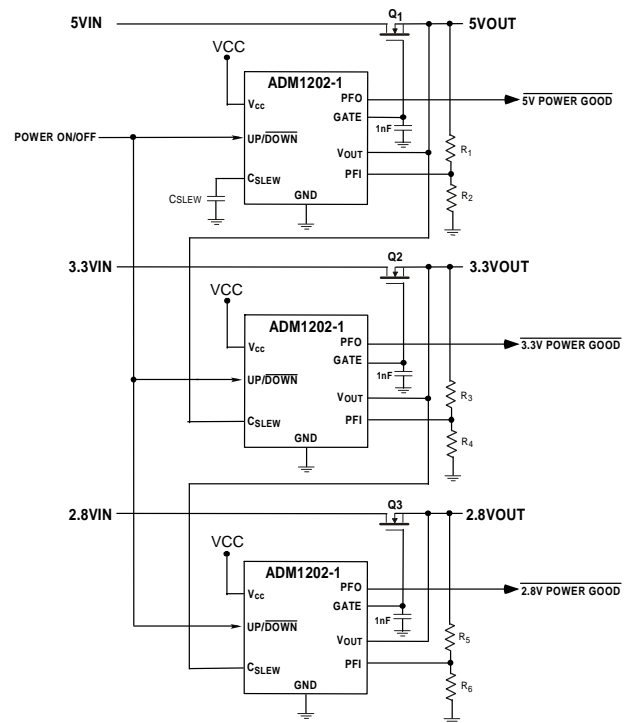 Q1
5VIN
5VOUT
VCC
ADM1202-1
Vcc
PFO
5V POWER GOOD
GATE
1nF
POWER ON/OFF
UP/DOWN
VOUT
R1
CSLEW
PFI
CSLEW
GND
R2
Q2
3.3VIN
3.3VOUT
VCC
ADM1202-1
Vcc
PFO
3.3V POWER GOOD
GATE
1nF
UP/DOWN
VOUT
R3
CSLEW
PFI
GND
R4
Q3
2.8VIN
2.8VOUT
VCC
ADM1202-1
Vcc
PFO
2.8V POWER GOOD
GATE
1nF
UP/DOWN
VOUT
R5
CSLEW
PFI
GND
R6